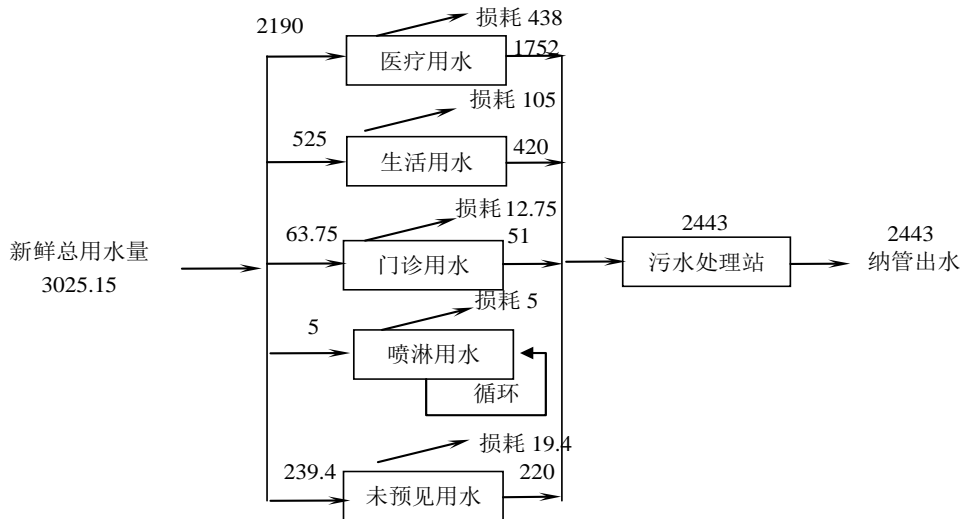 损耗 438
2190
1752
医疗用水
损耗 105
525
420
生活用水
损耗 12.75
63.75
51
门诊用水
新鲜总用水量
3025.15
2443
污水处理站
2443
纳管出水
损耗 5
5
喷淋用水
循环
损耗 19.4
239.4
220
未预见用水